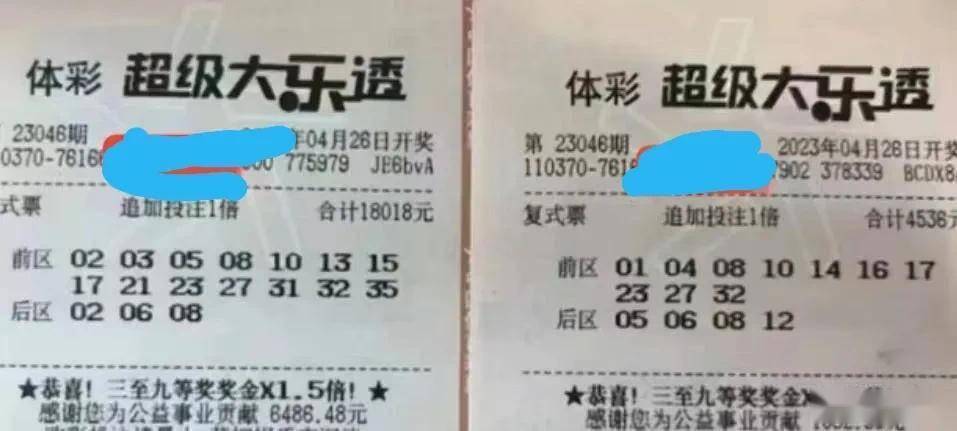 体彩 超级大乐透
23046期 年04月26日开奖
10370-7616 000 775979 JB6bvA
式票 追加投注1倍 合计18018元
前区 02 03 05 08 10 13 15
17 21 23 27 31 32 35
后区 02 06 08
★恭喜！三至九等奖奖金X1.5倍！★
感谢您为公益事业贡献 6486.48元
体彩 超级大乐透
第 23046期 2023年04月26日开奖
110370-761 7902 378339 BCDX8
复式票 追加投注1倍 合计4536元
前区 01 04 08 10 14 16 17
23 27 32
后区 05 06 08 12
★恭喜！三至九等奖奖金X
感谢您为公益事业贡献